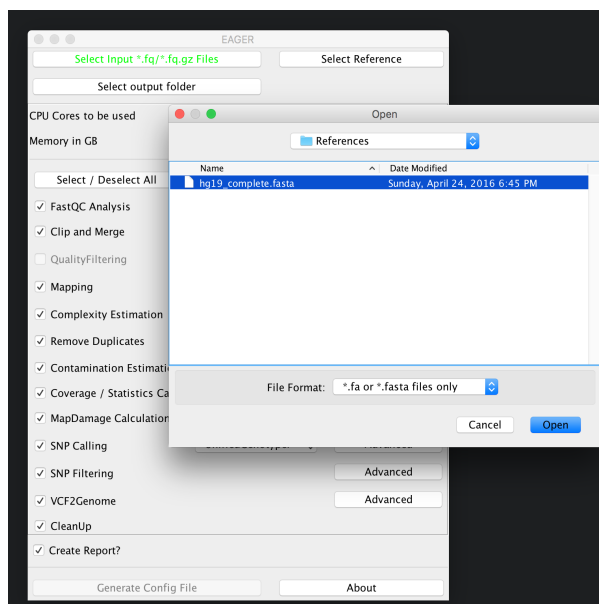 EAGER
Select Input *.fq/*.fq.gz Files
Select Reference
Select output folder
CPU Cores to be used
Memory in GB
Select / Deselect All
FastQC Analysis
Clip and Merge
QualityFiltering
Mapping
Complexity Estimation
Remove Duplicates
Contamination Estimati
Coverage / Statistics Ca
MapDamage Calculation
SNP Calling
SNP Filtering
Advanced
VCF2Genome
Advanced
CleanUp
Create Report?
Generate Config File
About
Open
References
Name
Date Modified
hg19_complete.fasta
Sunday, April 24, 2016 6:45 PM
File Format:
*.fa or *.fasta files only
Cancel
Open